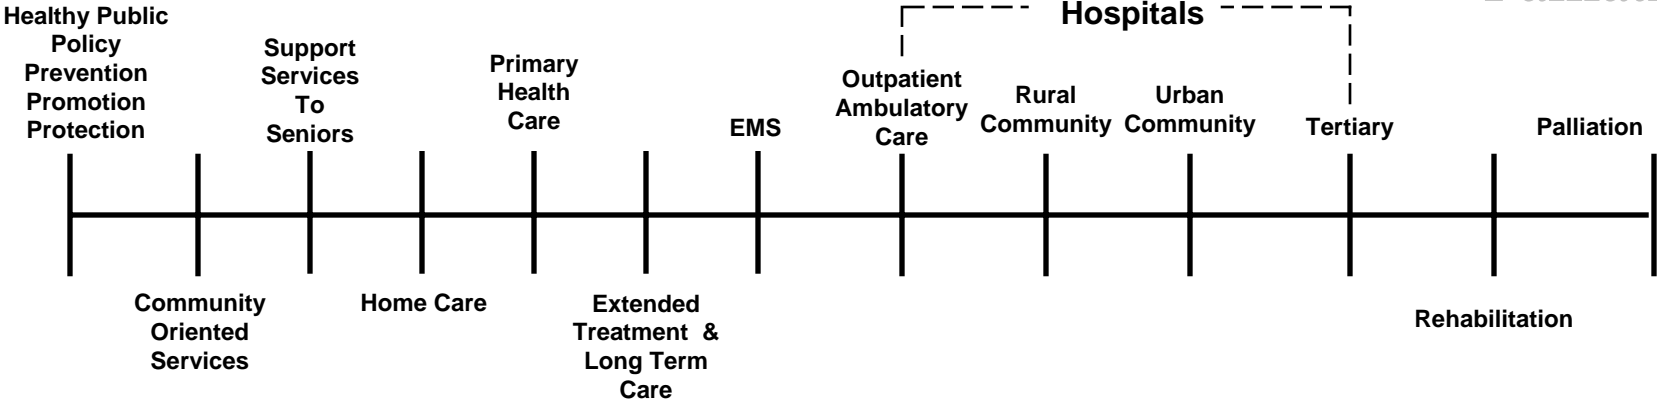 Healthy Public
Policy
Prevention
Promotion
Protection
Support
Services
To
Seniors
Primary
Health
Care
EMS
Hospitals
Outpatient
Ambulatory
Care
Rural
Community
Urban
Community
Tertiary
Palliation
Community
Oriented
Services
Home Care
Extended
Treatment &
Long Term
Care
Rehabilitation